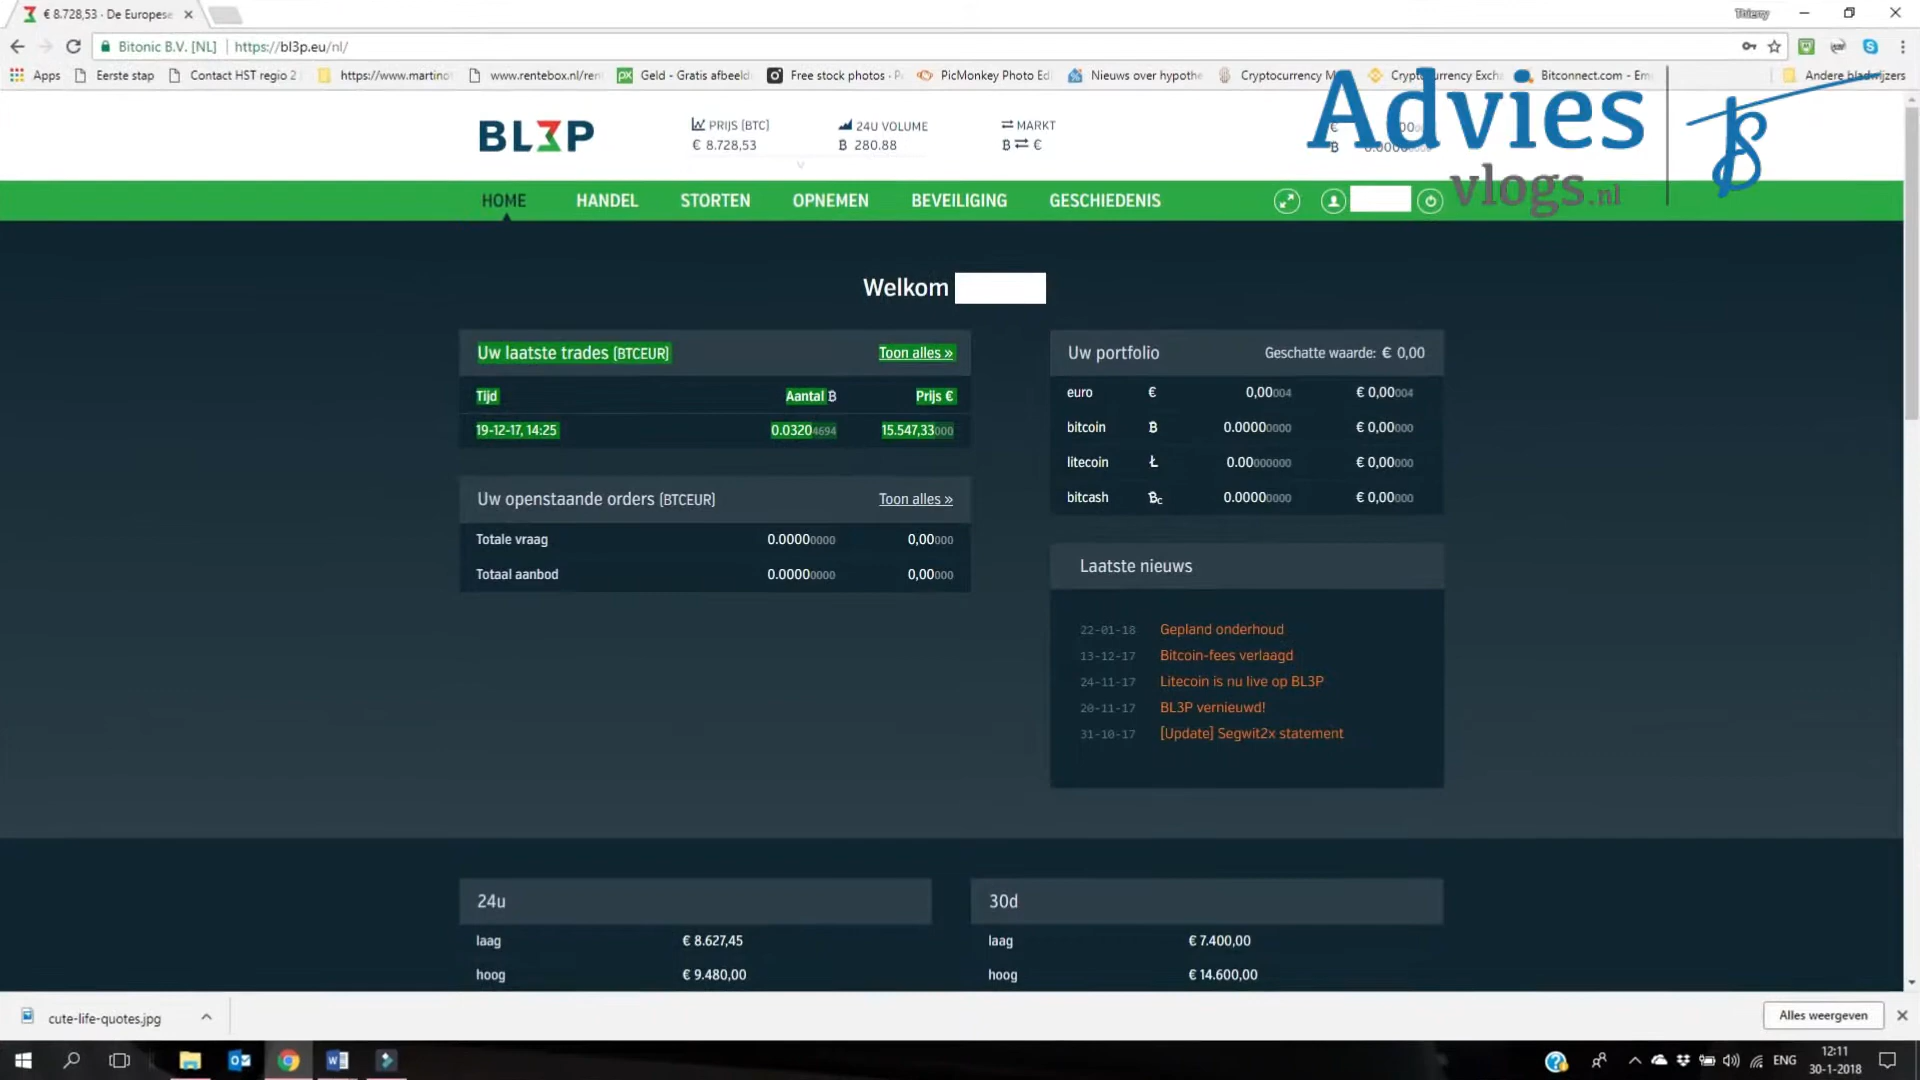 € 8.728,53 - De Europese
Thierry
Bitonic B.V. [NL] | https://bl3p.eu/nl/
Apps
Eerste stap
Contact HST regio 2
https://www.martino
www.rentebox.nl/ren
Geld - Gratis afbeeld
Free stock photos - P
PicMonkey Photo Edi
Nieuws over hypothe
Cryptocurrency M
Cryptocurrency Exch
Bitconnect.com - Em
Andere bladwijzers
BL3P
PRIJS (BTC)
€ 8.728,53
24U VOLUME
฿ 280.88
MARKT
฿ ⇄ €
Advies
vlogs.nl
HOME
HANDEL
STORTEN
OPNEMEN
BEVEILIGING
GESCHIEDENIS
Welkom
Uw laatste trades (BTCEUR)
Toon alles »
Tijd Aantal ฿ Prijs €
19-12-17, 14:25 0.03204694 15.547,33000
Uw openstaande orders (BTCEUR)
Toon alles »
Totale vraag 0.00000000 0,00000
Totaal aanbod 0.00000000 0,00000
Uw portfolio
Geschatte waarde: € 0,00
euro € 0,00004 € 0,00004
bitcoin ฿ 0.00000000 € 0,00000
litecoin Ł 0.00000000 € 0,00000
bitcash ฿c 0.00000000 € 0,00000
Laatste nieuws
22-01-18 Gepland onderhoud
13-12-17 Bitcoin-fees verlaagd
24-11-17 Litecoin is nu live op BL3P
20-11-17 BL3P vernieuwd!
31-10-17 [Update] Segwit2x statement
24u
laag € 8.627,45
hoog € 9.480,00
30d
laag € 7.400,00
hoog € 14.600,00
cute-life-quotes.jpg
Alles weergeven
ENG
12:11
30-1-2018